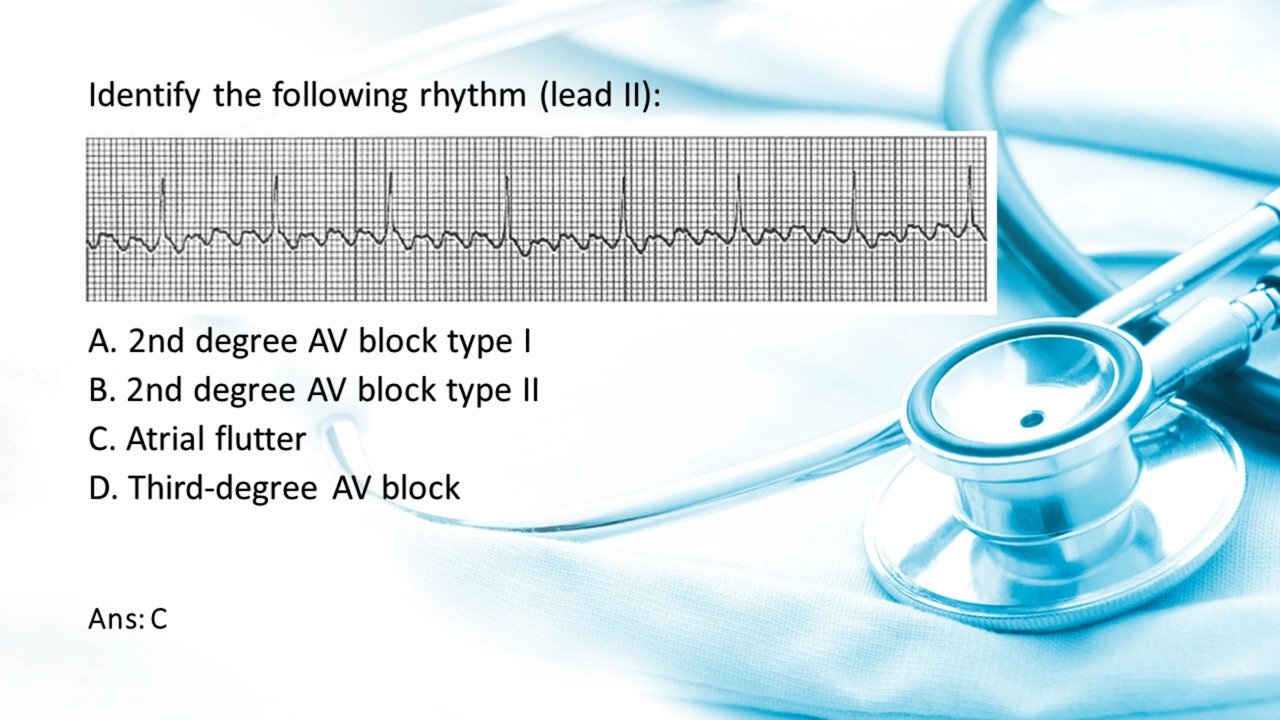 Identify the following rhythm (lead II):
A. 2nd degree AV block type I
B. 2nd degree AV block type II
C. Atrial flutter
D. Third-degree AV block
Ans: C